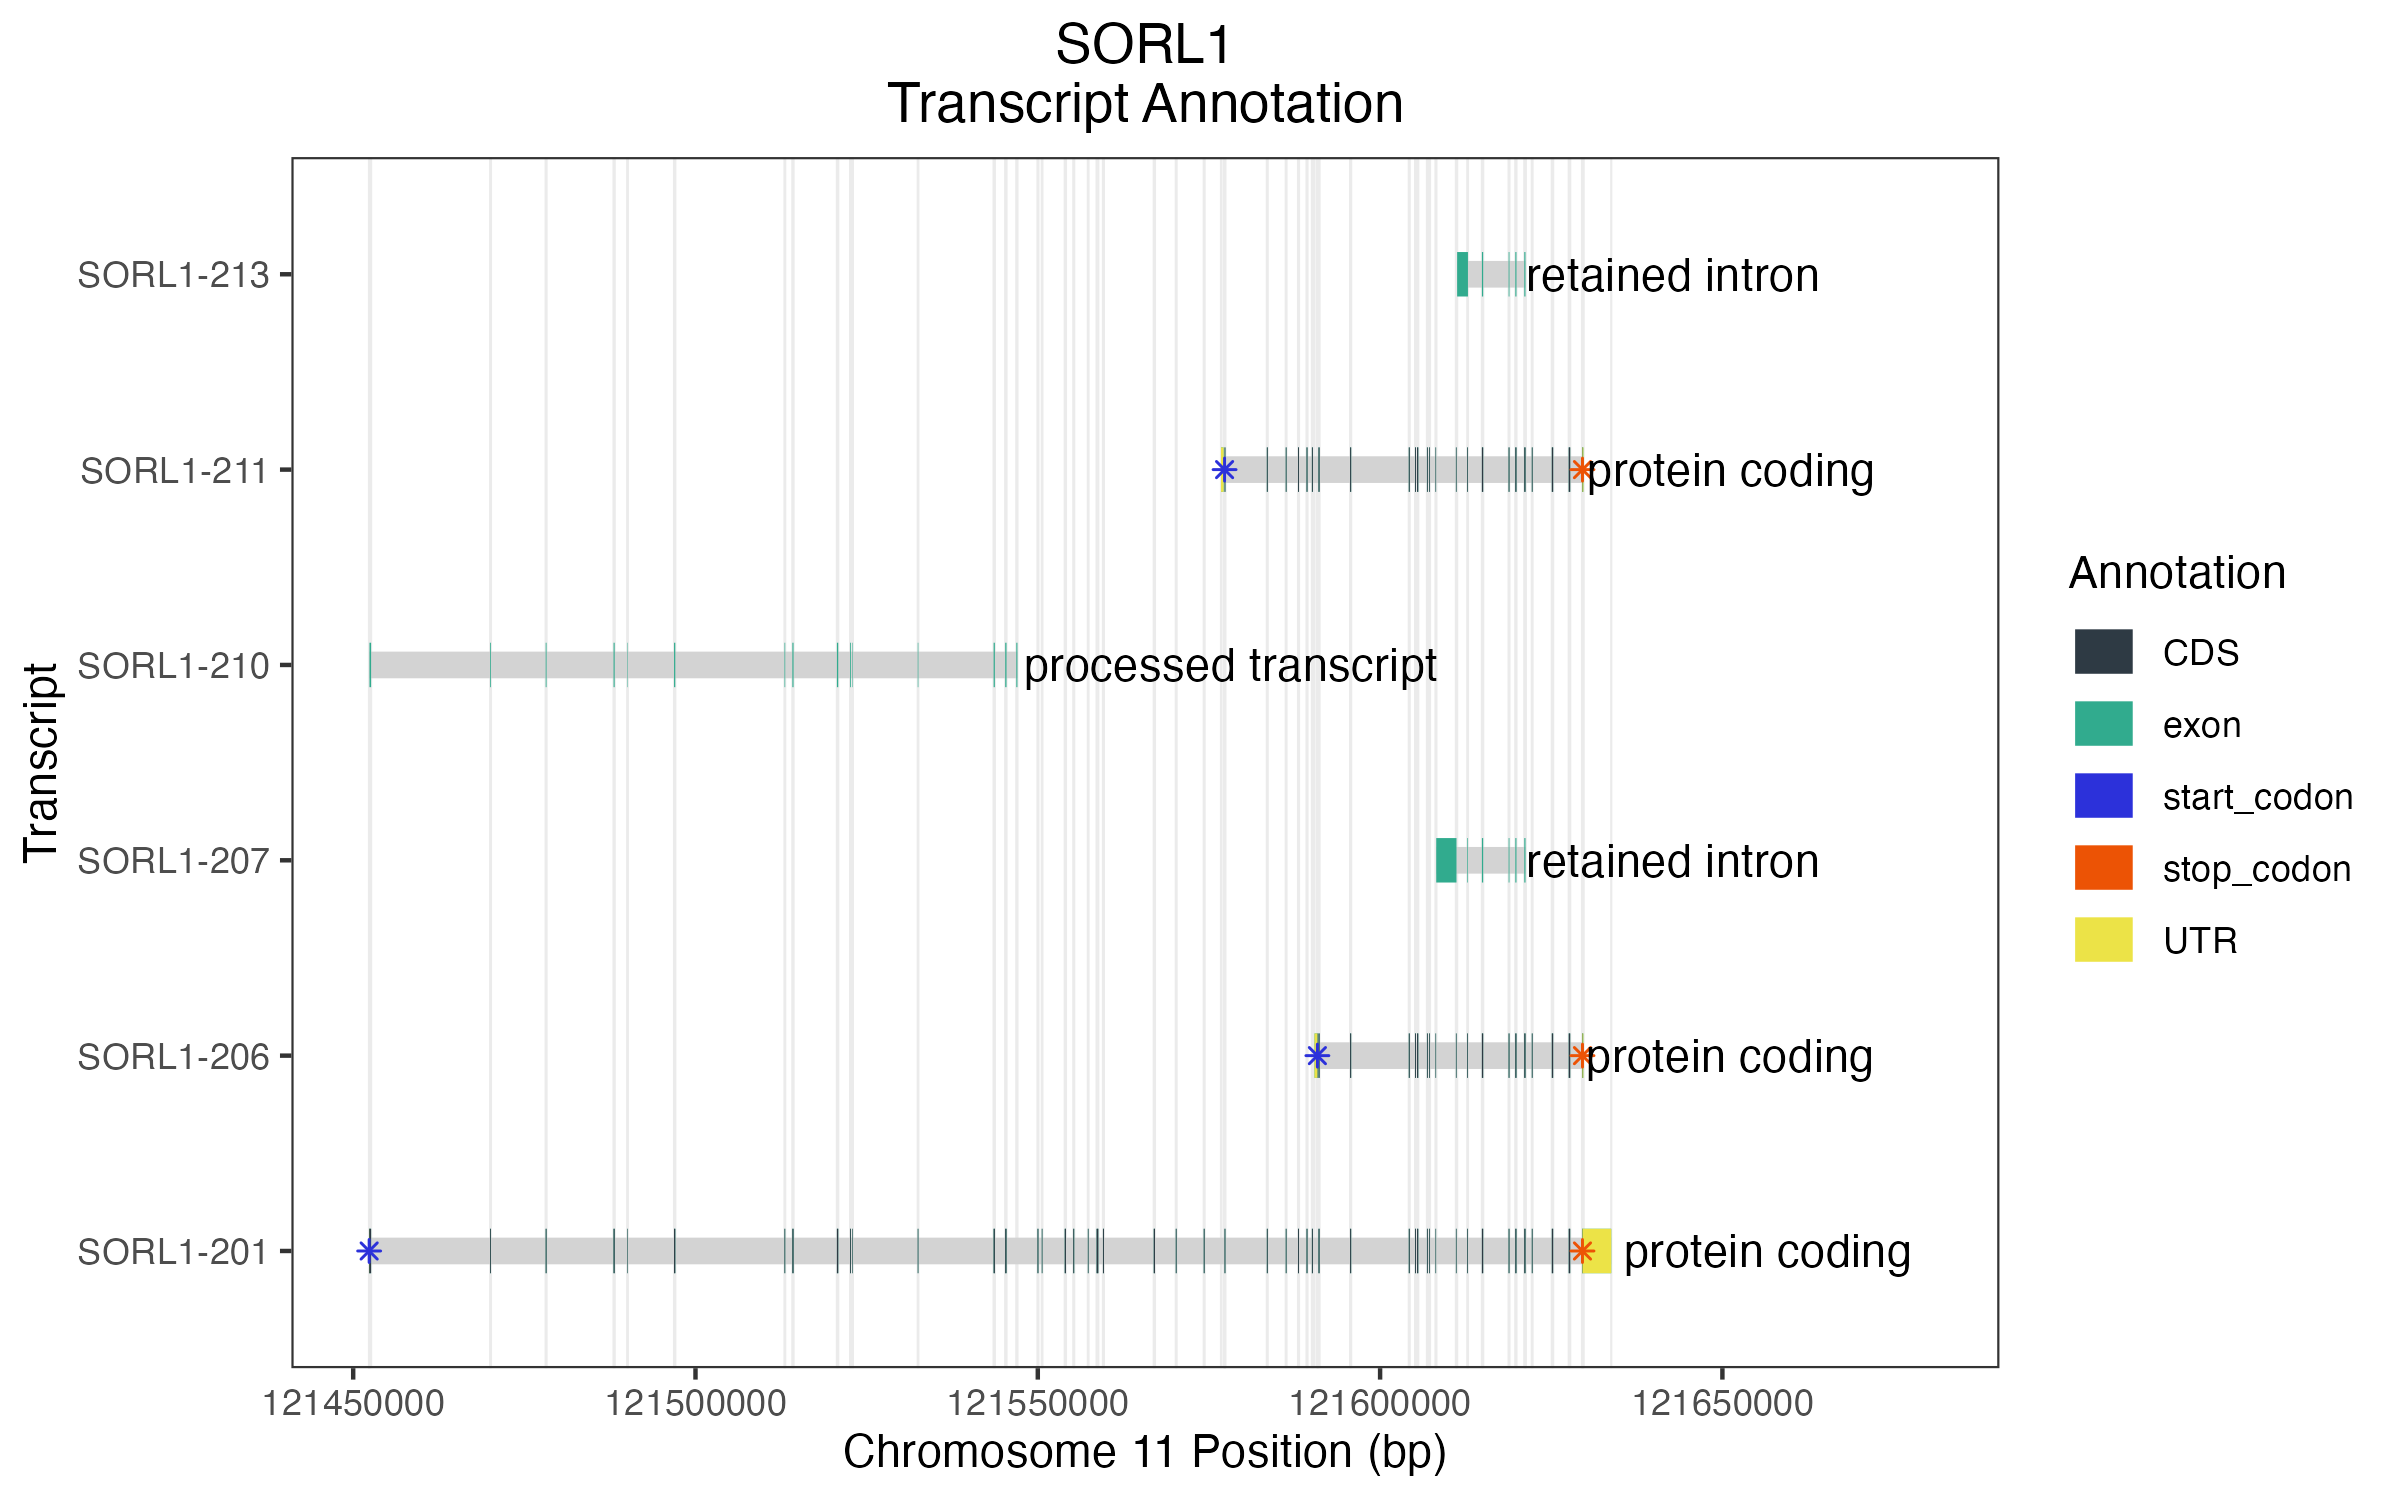 SORL1
Transcript Annotation
Transcript
SORL1-213
retained intron
SORL1-211
protein coding
SORL1-210
processed transcript
SORL1-207
retained intron
SORL1-206
protein coding
SORL1-201
protein coding
121450000
121500000
121550000
121600000
121650000
Chromosome 11 Position (bp)
Annotation
CDS
exon
start_codon
stop_codon
UTR